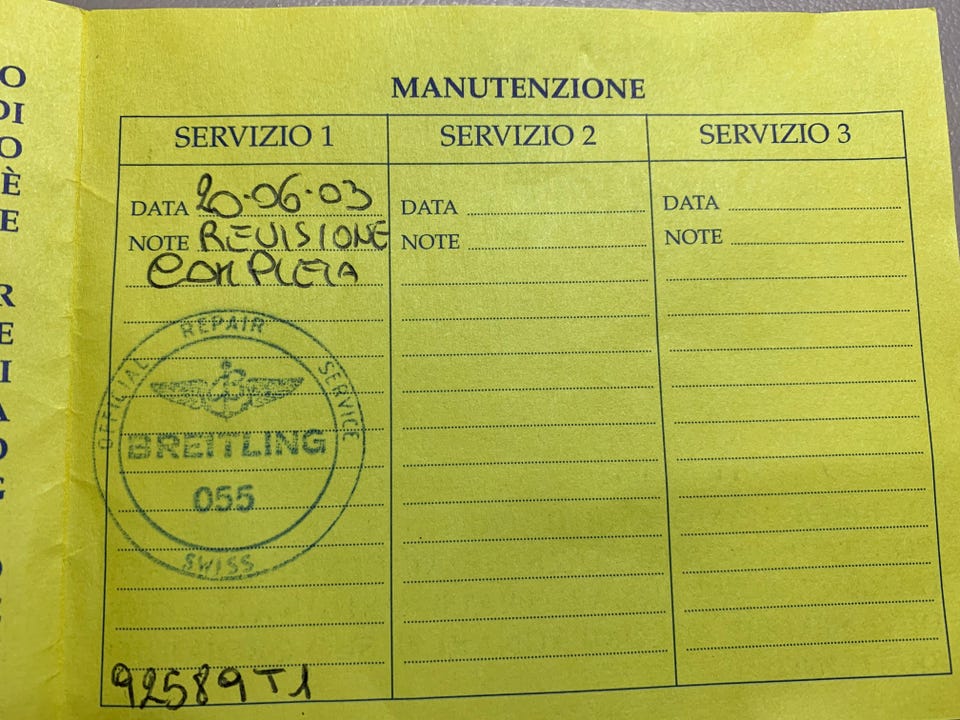 O
DI
O
È
E
R
E
I
A
O
G
MANUTENZIONE
SERVIZIO 1
DATA 20-06-03
NOTE REVISIONE
COMPLETA
OFFICIAL REPAIR SERVICE
BREITLING
055
SWISS
92589T1
SERVIZIO 2
DATA
NOTE
SERVIZIO 3
DATA
NOTE